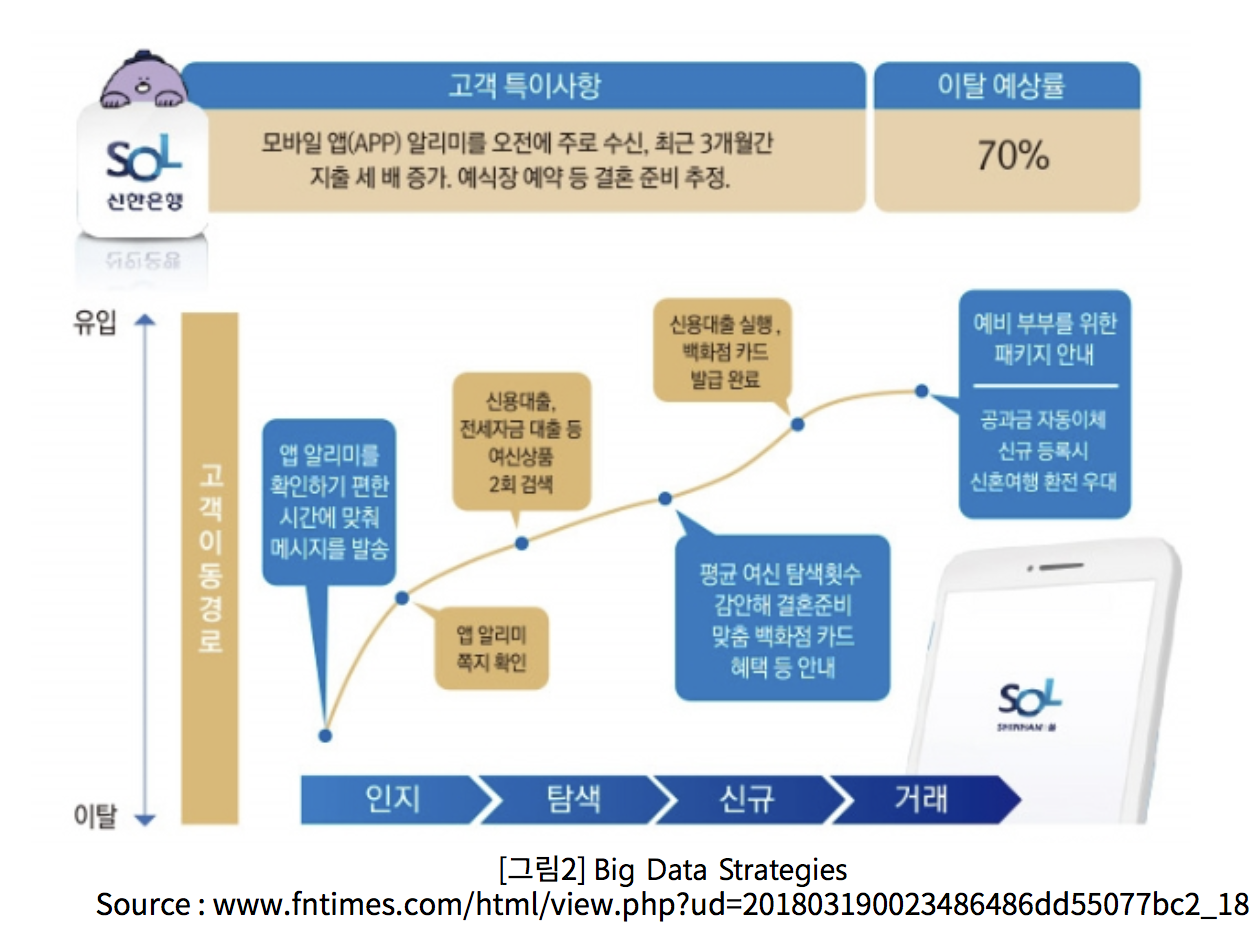 고객 특이사항
이탈 예상률
SOL
신한은행
모바일 앱(APP) 알리미를 오전에 주로 수신, 최근 3개월간
지출 세 배 증가. 예식장 예약 등 결혼 준비 추정.
70%
유입
고객이동경로
이탈
앱 알리미를
확인하기 편한
시간에 맞춰
메시지를 발송
앱 알리미
쪽지 확인
신용대출,
전세자금 대출 등
여신상품
2회 검색
평균 여신 탐색횟수
감안해 결혼준비
맞춤 백화점 카드
혜택 등 안내
신용대출 실행,
백화점 카드
발급 완료
예비 부부를 위한
패키지 안내
공과금 자동이체
신규 등록시
신혼여행 환전 우대
SOL
SHINHAN
인지
탐색
신규
거래
[그림2] Big Data Strategies
Source : www.fntimes.com/html/view.php?ud=201803190023486486dd55077bc2_18